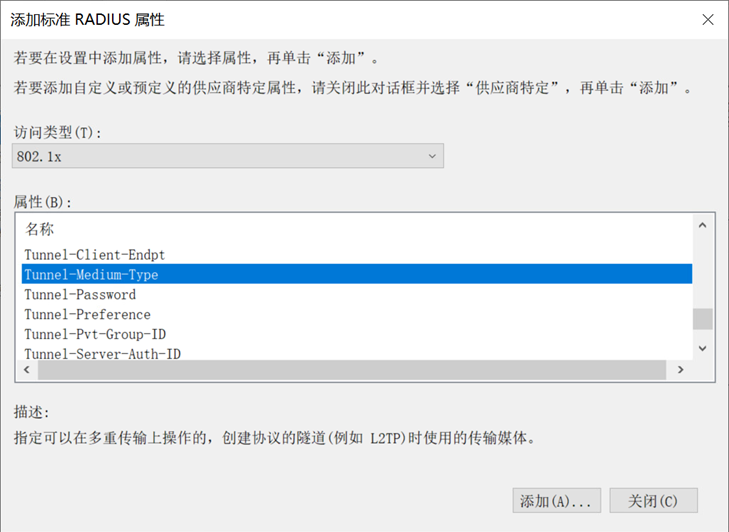 添加标准 RADIUS 属性
若要在设置中添加属性，请选择属性，再单击“添加”。
若要添加自定义或预定义的供应商特定属性，请关闭此对话框并选择“供应商特定”，再单击“添加”。
访问类型(T):
802.1x
属性(B):
名称
Tunnel-Client-Endpt
Tunnel-Medium-Type
Tunnel-Password
Tunnel-Preference
Tunnel-Pvt-Group-ID
Tunnel-Server-Auth-ID
描述:
指定可以在多重传输上操作的，创建协议的隧道(例如 L2TP)时使用的传输媒体。
添加(A)...
关闭(C)